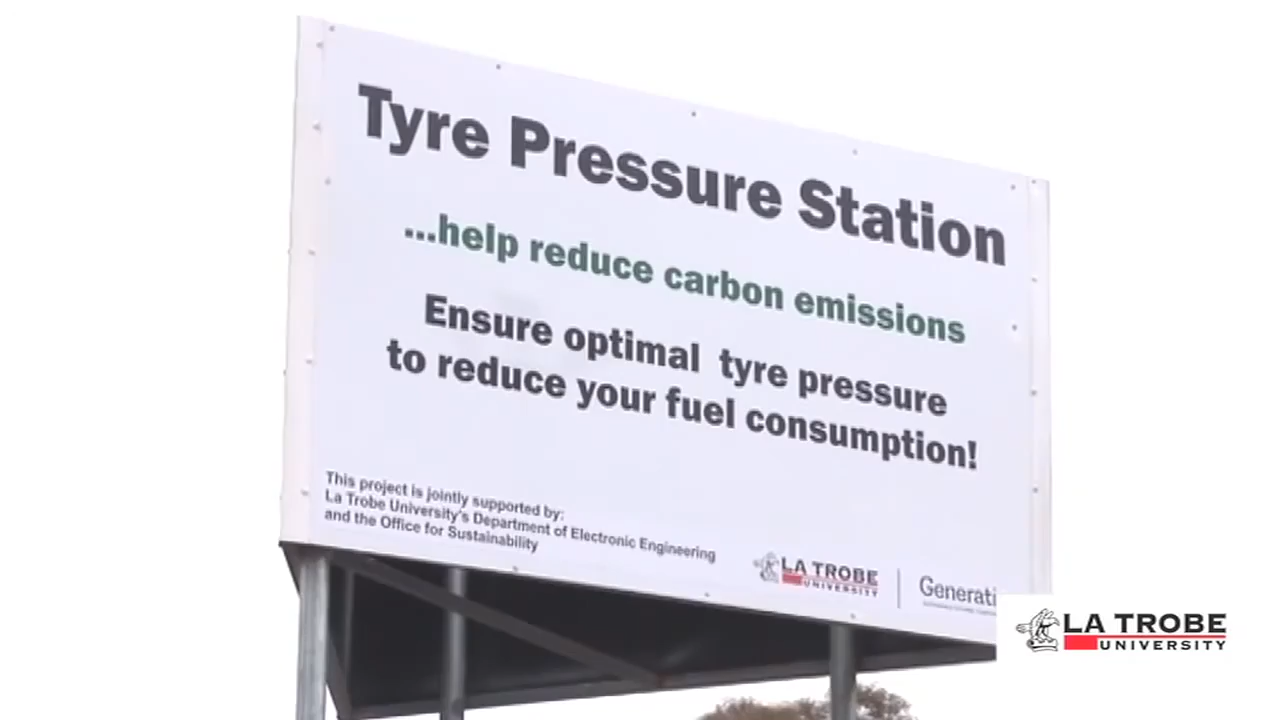 Tyre Pressure Station
...help reduce carbon emissions
Ensure optimal tyre pressure
to reduce your fuel consumption!
This project is jointly supported by:
La Trobe University's Department of Electronic Engineering
and the Office for Sustainability
LA TROBE
UNIVERSITY
LA TROBE
UNIVERSITY